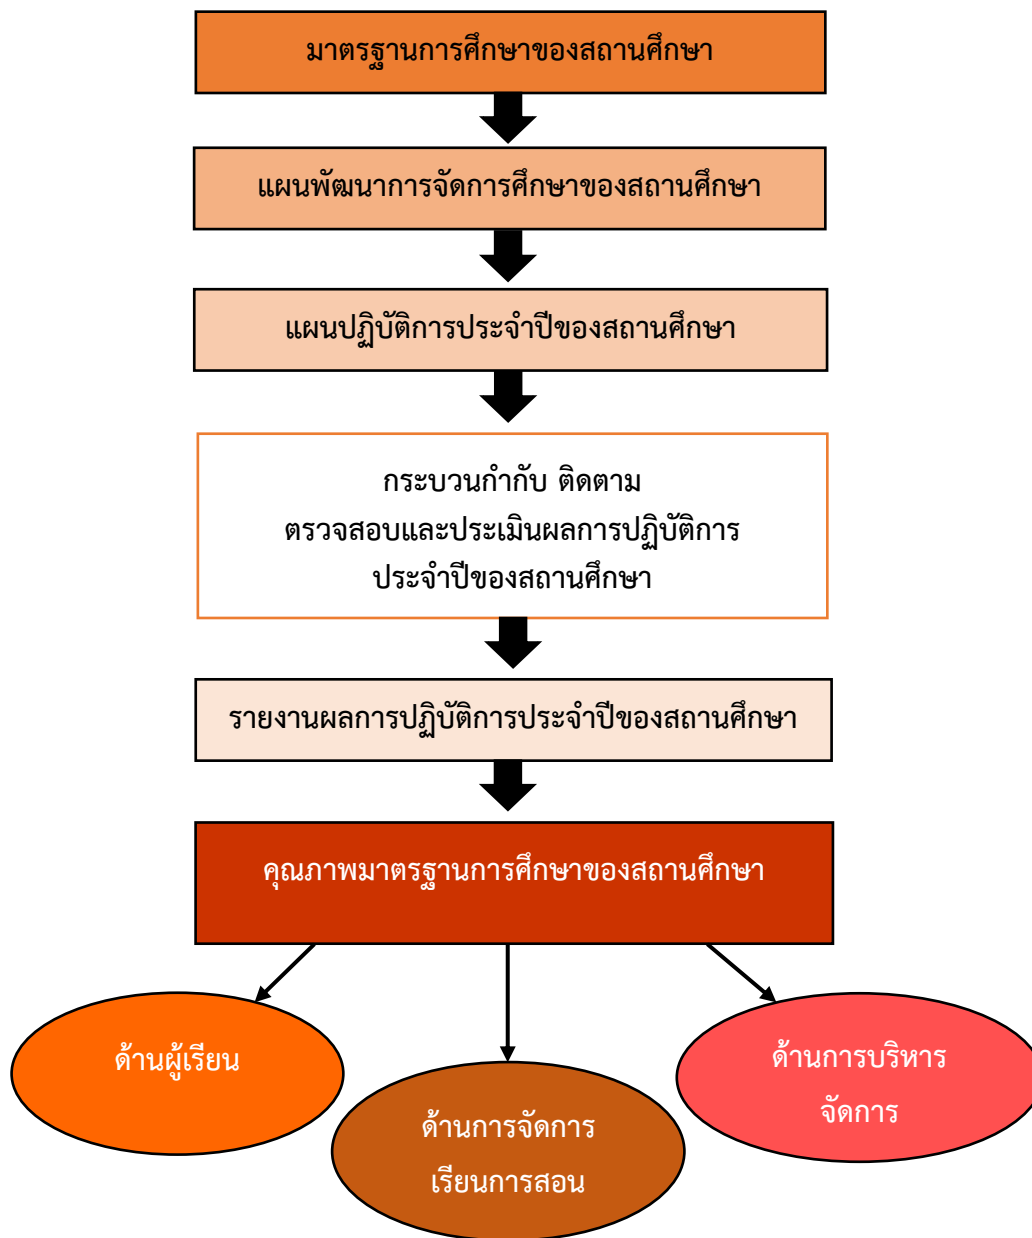 มาตรฐานการศึกษาของสถานศึกษา
แผนพัฒนาการจัดการศึกษาของสถานศึกษา
แผนปฏิบัติการประจำปีของสถานศึกษา
กระบวนกำกับ ติดตาม
ตรวจสอบและประเมินผลการปฏิบัติการ
ประจำปีของสถานศึกษา
รายงานผลการปฏิบัติการประจำปีของสถานศึกษา
คุณภาพมาตรฐานการศึกษาของสถานศึกษา
ด้านผู้เรียน
ด้านการจัดการ
เรียนการสอน
ด้านการบริหาร
จัดการ